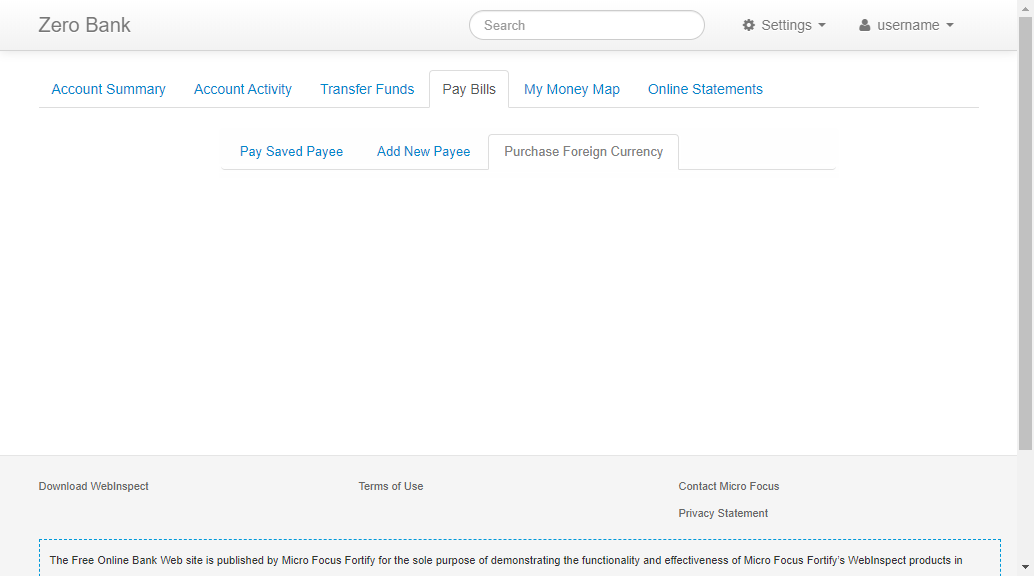 Zero Bank
Search
Settings
username
Account Summary
Account Activity
Transfer Funds
Pay Bills
My Money Map
Online Statements
Pay Saved Payee
Add New Payee
Purchase Foreign Currency
Download WebInspect
Terms of Use
Contact Micro Focus
Privacy Statement
The Free Online Bank Web site is published by Micro Focus Fortify for the sole purpose of demonstrating the functionality and effectiveness of Micro Focus Fortify's WebInspect products in